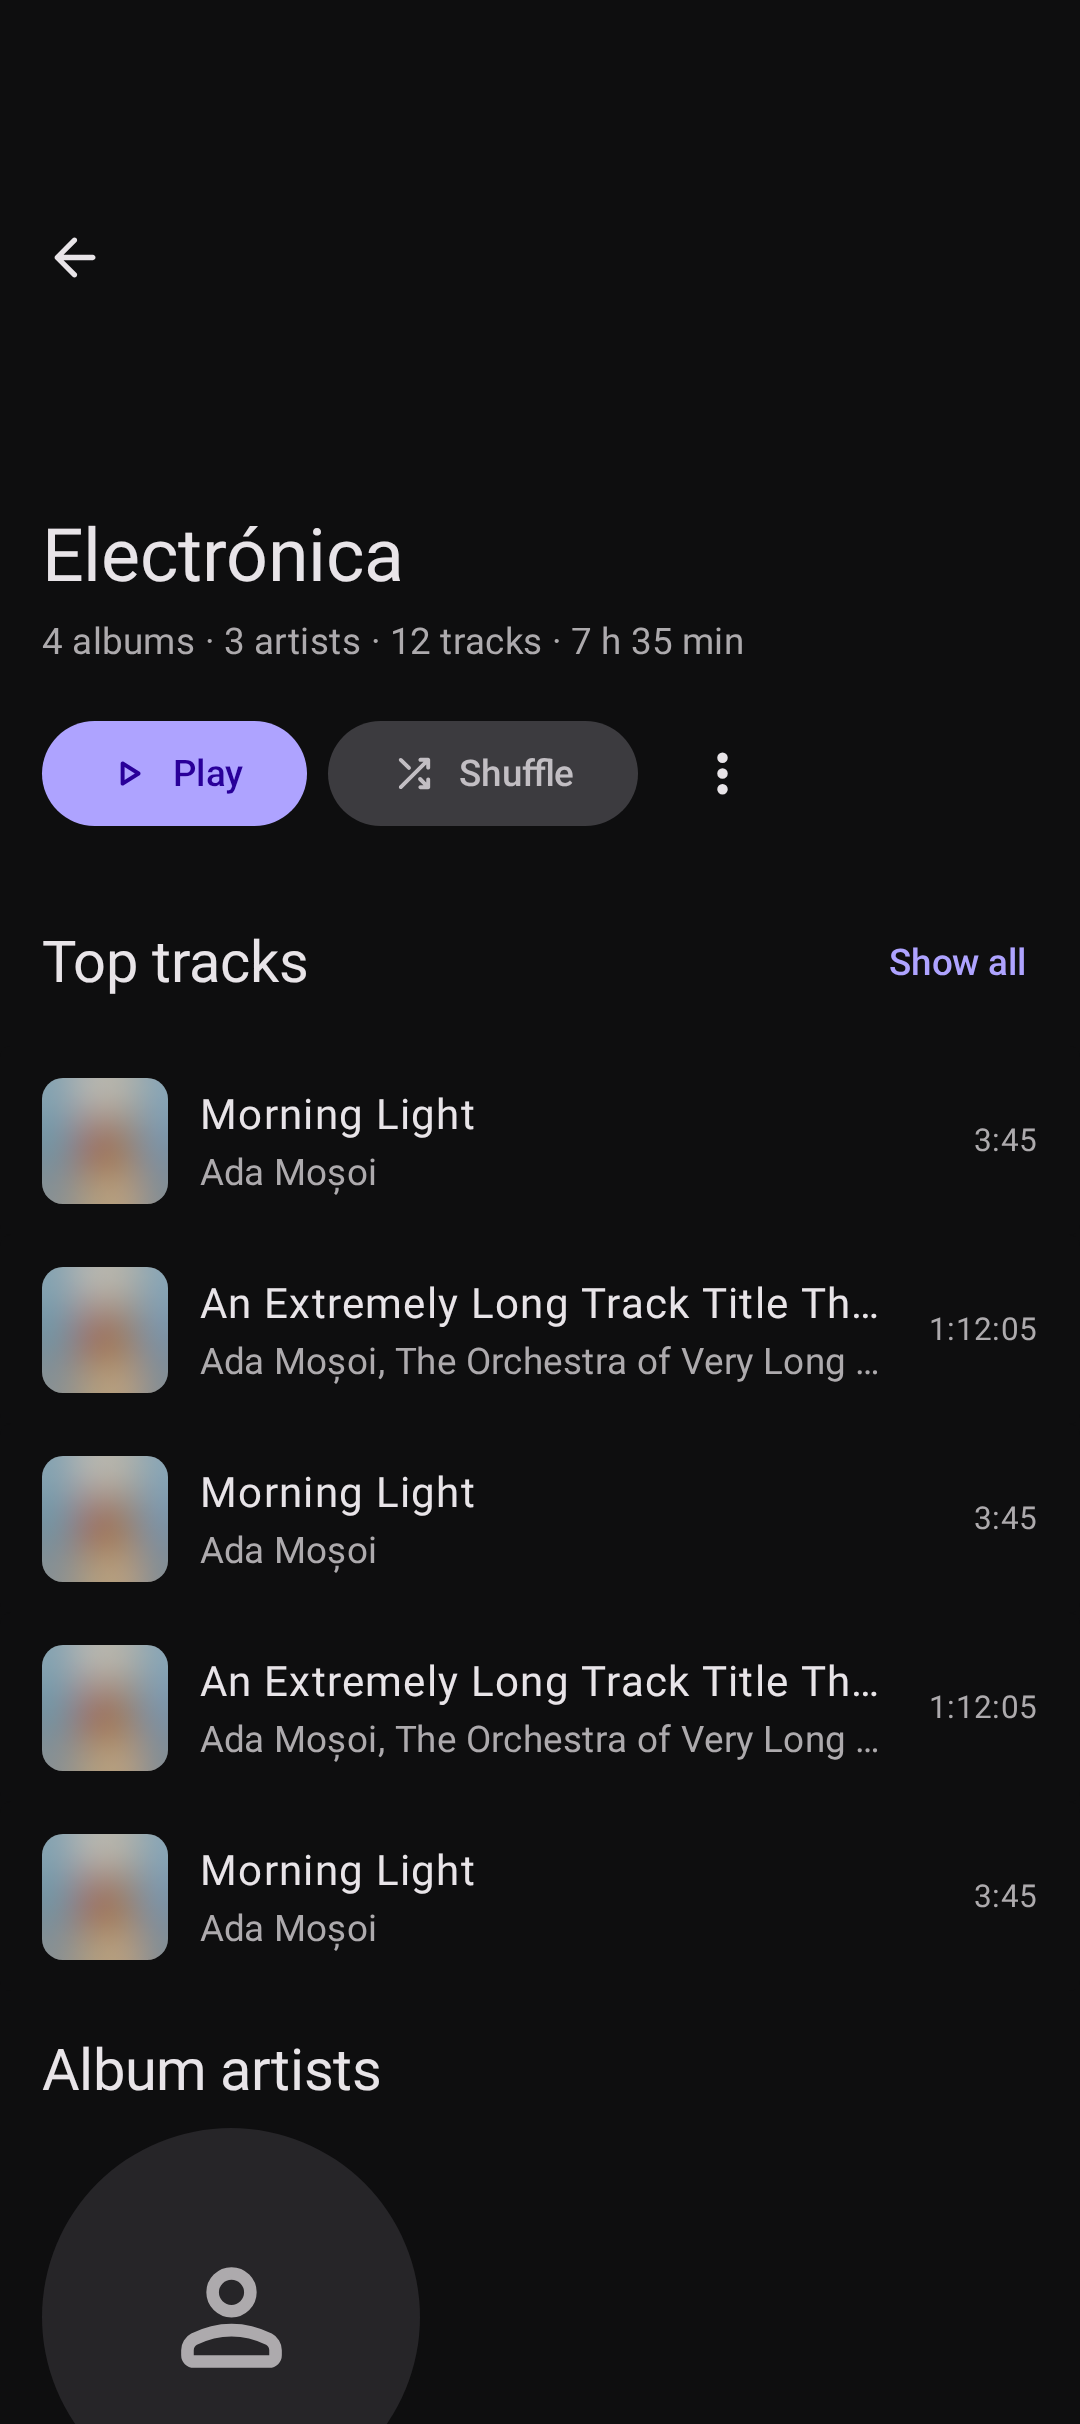 Electrónica
4 albums · 3 artists · 12 tracks · 7 h 35 min
Play
Shuffle
Top tracks
Show all
Morning Light
3:45
Ada Moșoi
An Extremely Long Track Title Th…
1:12:05
Ada Moșoi, The Orchestra of Very Long …
Morning Light
3:45
Ada Moșoi
An Extremely Long Track Title Th…
1:12:05
Ada Moșoi, The Orchestra of Very Long …
Morning Light
3:45
Ada Moșoi
Album artists